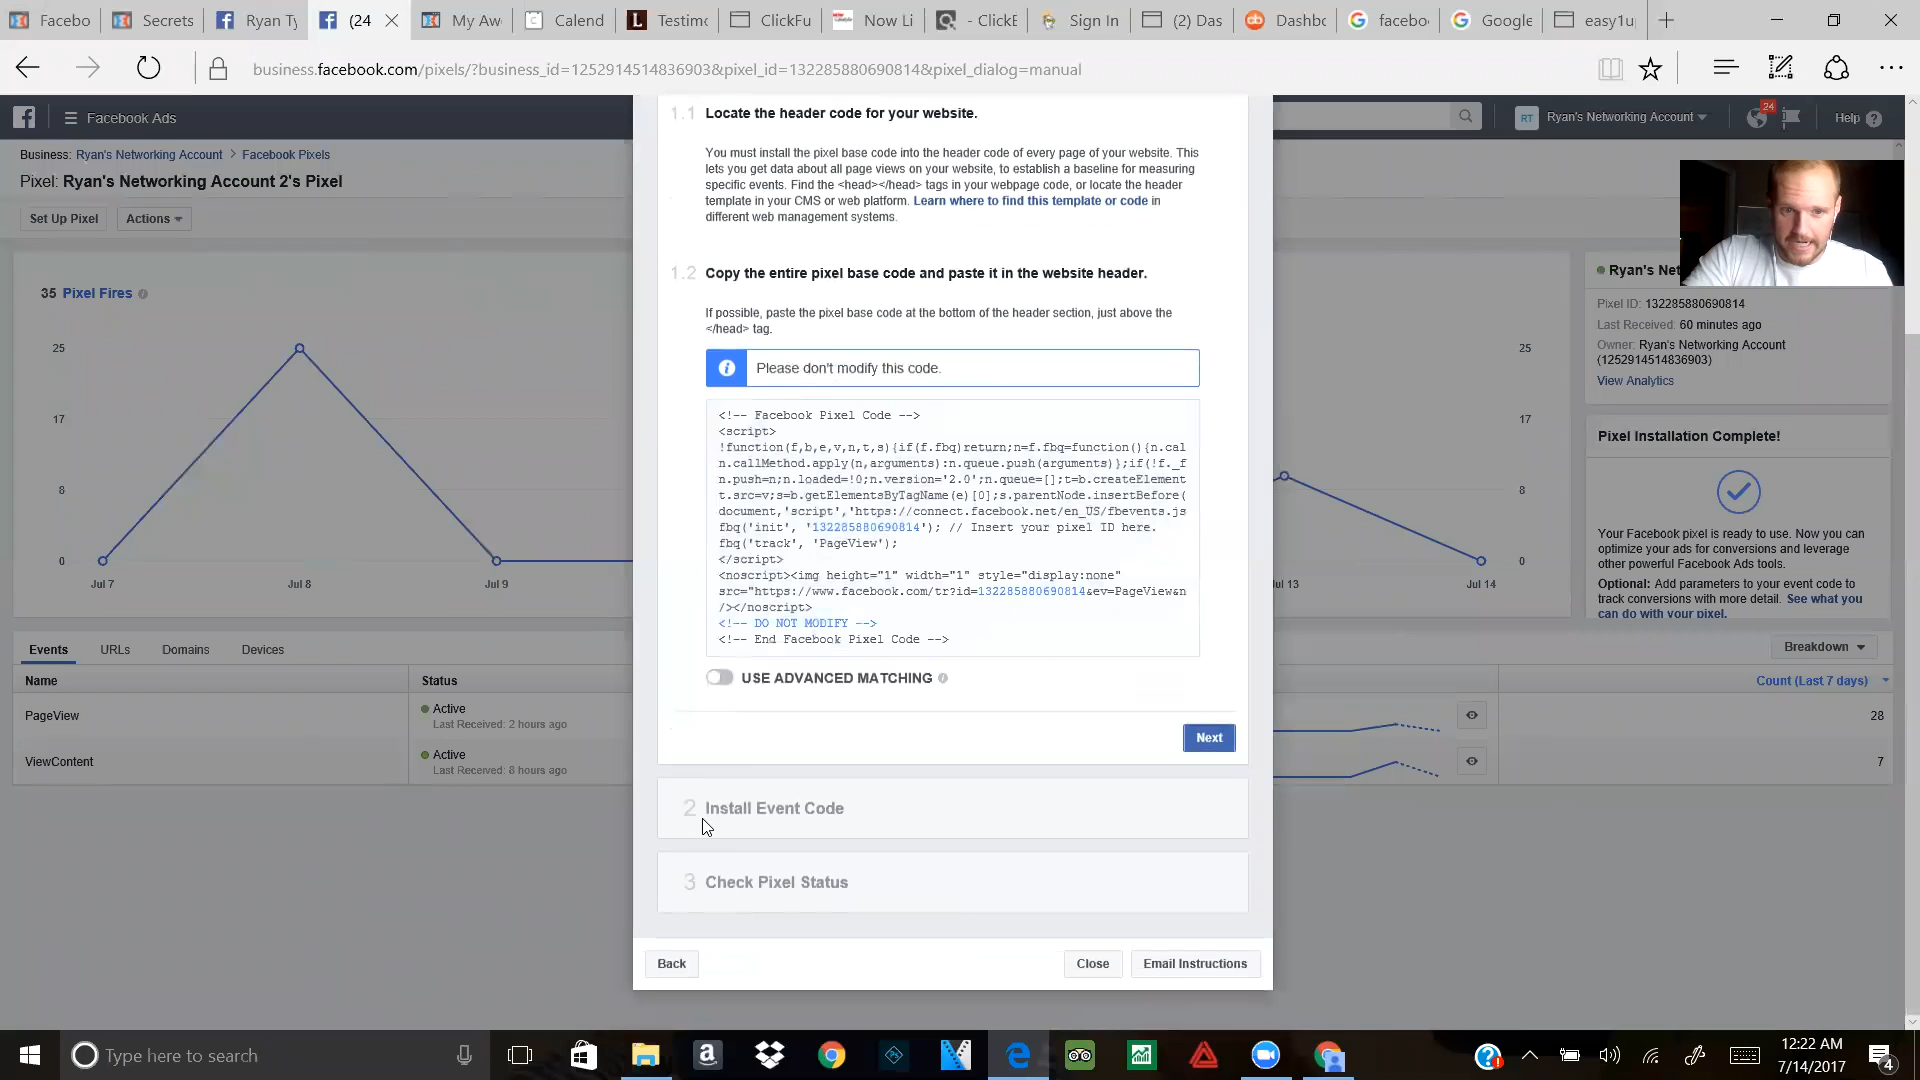 Facebo
Secrets
Ryan Ty
(24
My Aw
Calend
Testimo
ClickFu
Now Li
- ClickE
Sign In
(2) Das
Dashbo
facebo
Google
easy1u
business.facebook.com/pixels/?business_id=1252914514836903&pixel_id=132285880690814&pixel_dialog=manual
Facebook Ads
RT
Ryan's Networking Account
24
Help
Business: Ryan's Networking Account > Facebook Pixels
Pixel: Ryan's Networking Account 2's Pixel
Set Up Pixel
Actions
35 Pixel Fires
25
17
8
0
Jul 7
Jul 8
Jul 9
1.1 Locate the header code for your website.
You must install the pixel base code into the header code of every page of your website. This
lets you get data about all page views on your website, to establish a baseline for measuring
specific events. Find the <head></head> tags in your webpage code, or locate the header
template in your CMS or web platform. Learn where to find this template or code in
different web management systems.
1.2 Copy the entire pixel base code and paste it in the website header.
If possible, paste the pixel base code at the bottom of the header section, just above the
</head> tag.
Please don't modify this code.
<!-- Facebook Pixel Code -->
<script>
!function(f,b,e,v,n,t,s){if(f.fbq)return;n=f.fbq=function(){n.cal
n.callMethod.apply(n,arguments):n.queue.push(arguments)};if(!f._f
n.push=n;n.loaded=!0;n.version='2.0';n.queue=[];t=b.createElement
t.src=v;s=b.getElementsByTagName(e)[0];s.parentNode.insertBefore(
document,'script','https://connect.facebook.net/en_US/fbevents.js
fbq('init', '132285880690814'); // Insert your pixel ID here.
fbq('track', 'PageView');
</script>
<noscript><img height="1" width="1" style="display:none"
src="https://www.facebook.com/tr?id=132285880690814&ev=PageView&n
/></noscript>
<!-- DO NOT MODIFY -->
<!-- End Facebook Pixel Code -->
USE ADVANCED MATCHING
Next
2 Install Event Code
3 Check Pixel Status
Back
Close
Email Instructions
25
17
8
0
Jul 13
Jul 14
Ryan's Net
Pixel ID: 132285880690814
Last Received: 60 minutes ago
Owner: Ryan's Networking Account
(1252914514836903)
View Analytics
Pixel Installation Complete!
Your Facebook pixel is ready to use. Now you can
optimize your ads for conversions and leverage
other powerful Facebook Ads tools.
Optional: Add parameters to your event code to
track conversions with more detail. See what you
can do with your pixel.
Events
URLs
Domains
Devices
Breakdown
Name
Status
Count (Last 7 days)
PageView
Active
Last Received: 2 hours ago
28
ViewContent
Active
Last Received: 8 hours ago
7
Type here to search
12:22 AM
7/14/2017
4